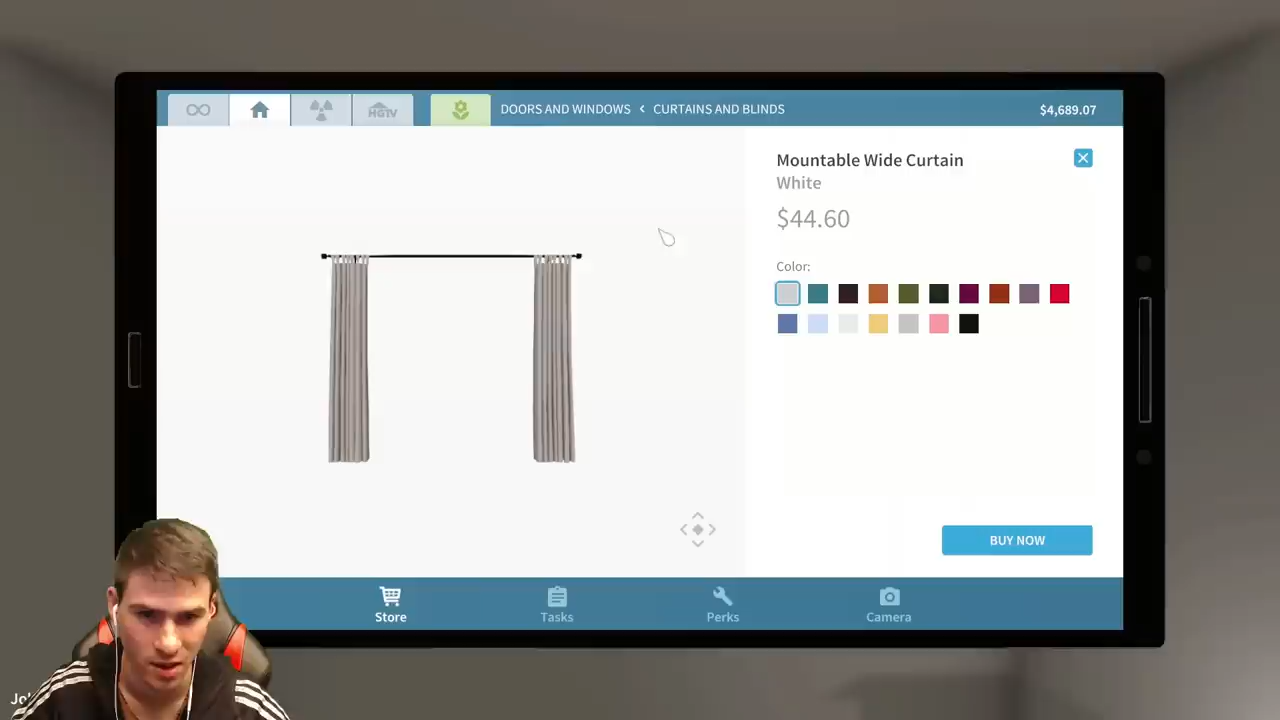 HGTV
DOORS AND WINDOWS < CURTAINS AND BLINDS
$4,689.07
Mountable Wide Curtain
White
$44.60
Color:
BUY NOW
Store
Tasks
Perks
Camera